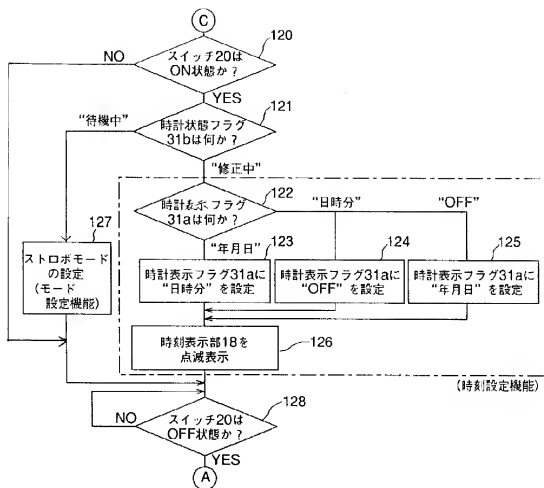 C
120
スイッチ20は
ON状態か?
NO
YES
121
“待機中”
時計状態フラグ
31bは何か?
“修正中”
122
時計表示フラグ
31aは何か?
“日時分”
“OFF”
127
ストロボモード
の設定
(モード
設定機能)
“年月日”
123
124
125
時計表示フラグ31aに
“日時分”を設定
時計表示フラグ31aに
“OFF”を設定
時計表示フラグ31aに
“年月日”を設定
時刻表示部18を
点滅表示
126
(時刻設定機能)
128
スイッチ20は
OFF状態か?
NO
YES
A